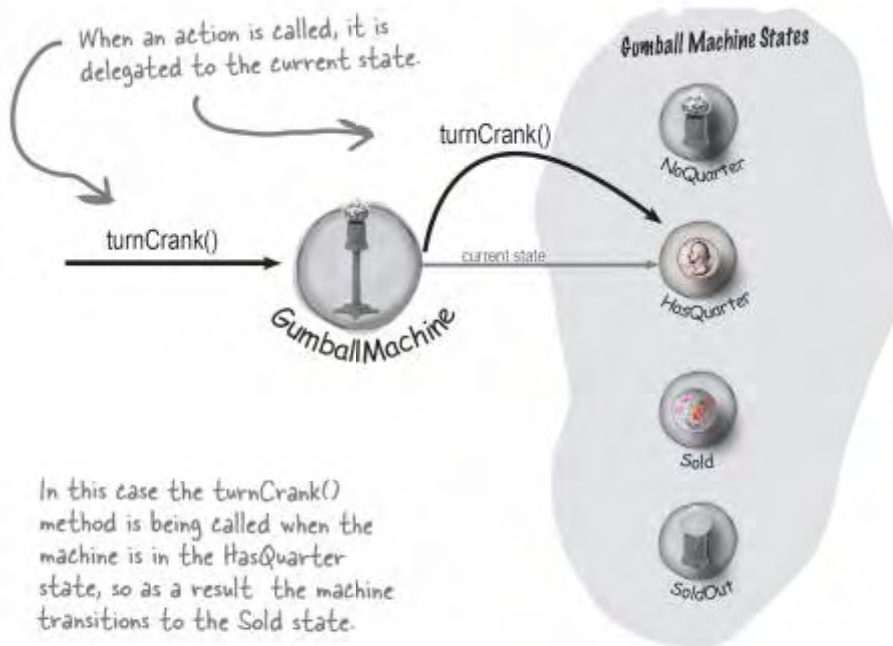 When an action is called, it is
delegated to the current state.
Gumball Machine States
turnCrank()
NoQuarter
turnCrank()
current state
HasQuarter
GumballMachine
Sold
In this case the turnCrank()
method is being called when the
machine is in the HasQuarter
state, so as a result the machine
transitions to the Sold state.
SoldOut